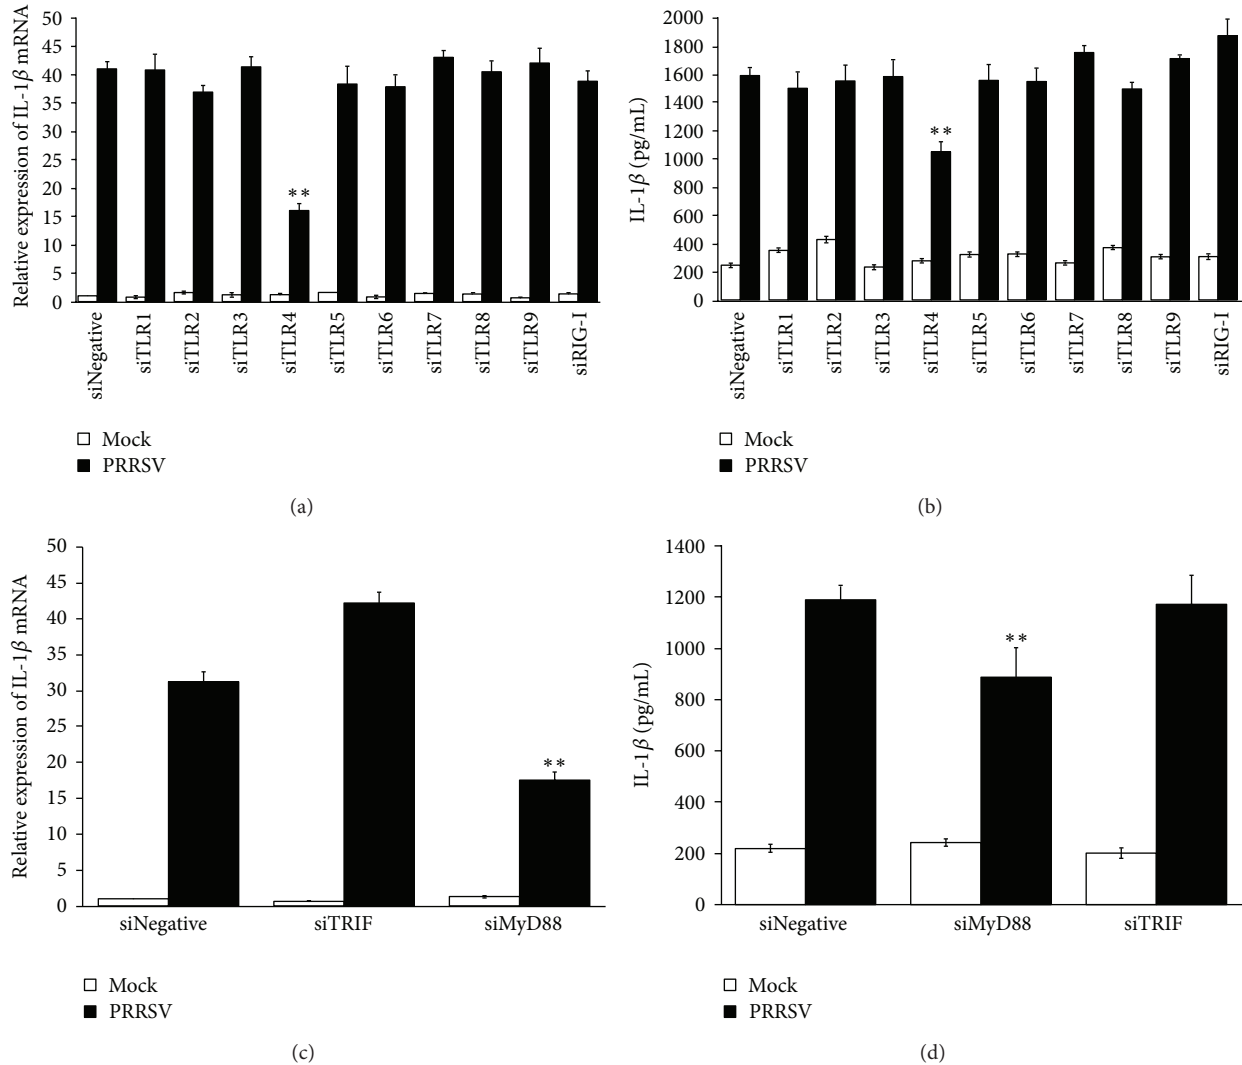 Relative expression of IL-1β mRNA
50
45
40
35
30
25
20
15
10
5
0
**
siNegative
siTLR1
siTLR2
siTLR3
siTLR4
siTLR5
siTLR6
siTLR7
siTLR8
siTLR9
siRIG-I
Mock
PRRSV
(a)
IL-1β (pg/mL)
2000
1800
1600
1400
1200
1000
800
600
400
200
0
**
siNegative
siTLR1
siTLR2
siTLR3
siTLR4
siTLR5
siTLR6
siTLR7
siTLR8
siTLR9
siRIG-I
Mock
PRRSV
(b)
Relative expression of IL-1β mRNA
50
45
40
35
30
25
20
15
10
5
0
**
siNegative
siTRIF
siMyD88
Mock
PRRSV
(c)
IL-1β (pg/mL)
1400
1200
1000
800
600
400
200
0
**
siNegative
siMyD88
siTRIF
Mock
PRRSV
(d)